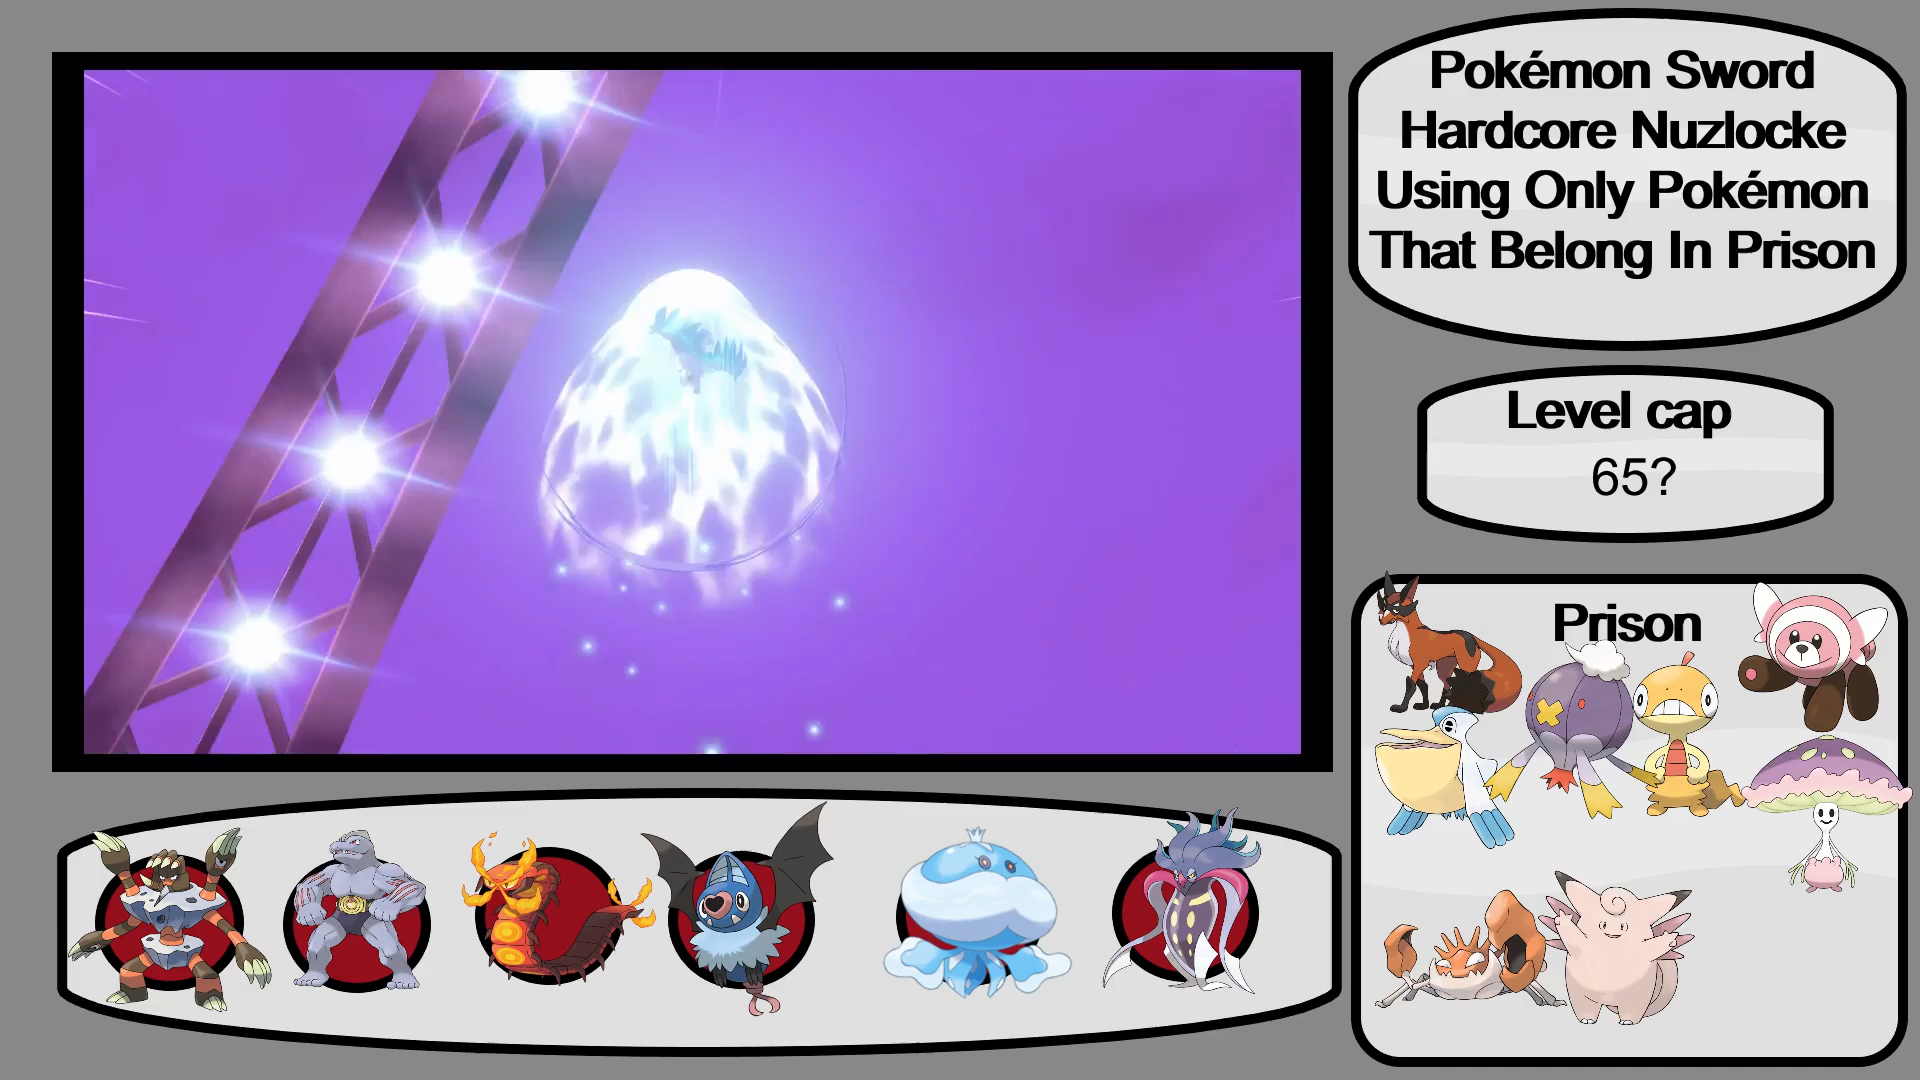 Pokémon Sword
Hardcore Nuzlocke
Using Only Pokémon
That Belong In Prison
Level cap
65?
Prison